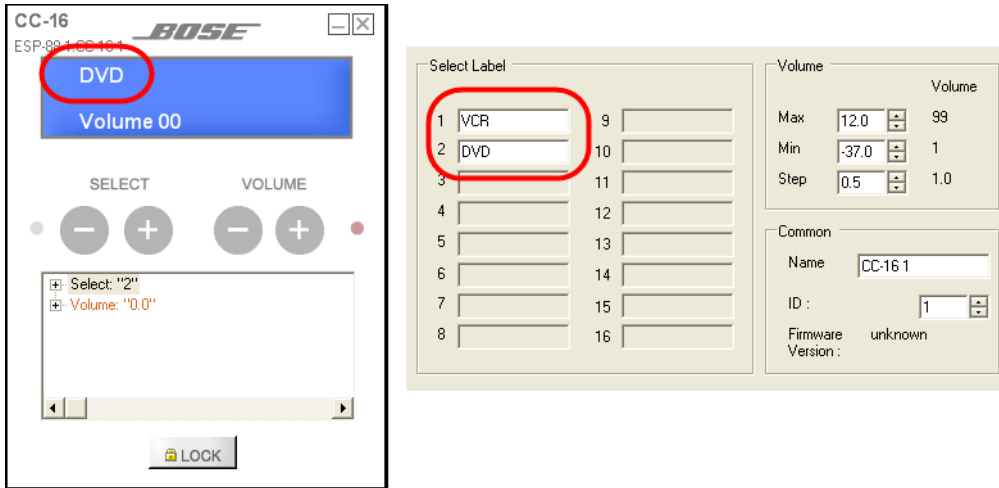 CC-16
BOSE
ESP-88 1:CC-16 1
DVD
Volume 00
SELECT VOLUME
Select: "2"
Volume: "0.0"
LOCK
Select Label
1 VCR 9
2 DVD 10
3 11
4 12
5 13
6 14
7 15
8 16
Volume
Volume
Max 12.0 99
Min -37.0 1
Step 0.5 1.0
Common
Name CC-16 1
ID : 1
Firmware unknown
Version :